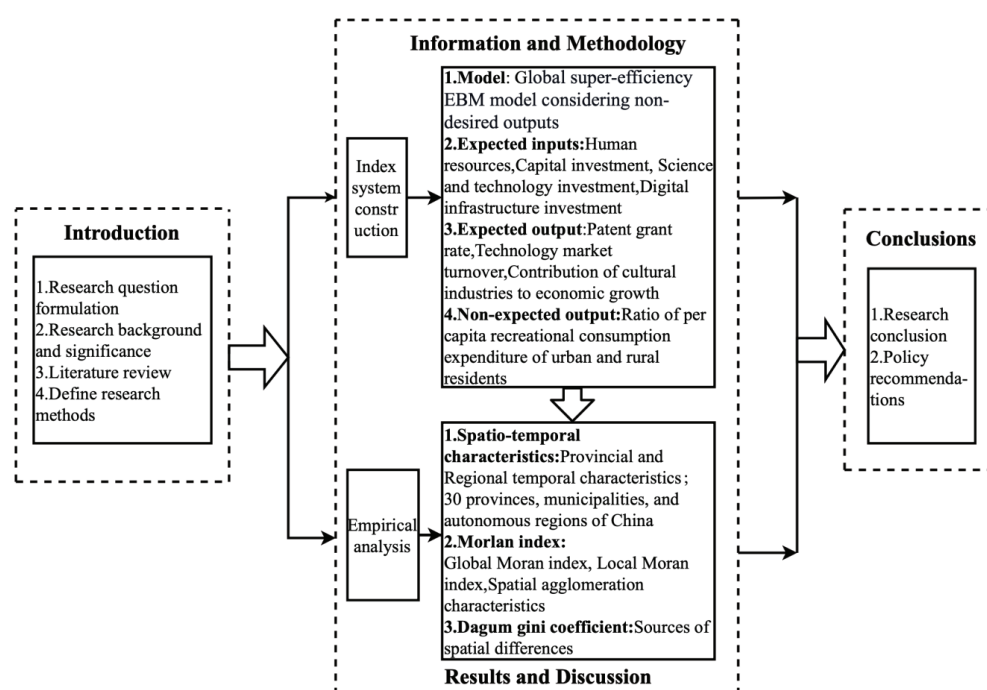 Introduction
1.Research question
formulation
2.Research background
and significance
3.Literature review
4.Define research
methods
Information and Methodology
Index
system
constr
uction
1.Model: Global super-efficiency
EBM model considering non-
desired outputs
2.Expected inputs:Human
resources,Capital investment, Science
and technology investment,Digital
infrastructure investment
3.Expected output:Patent grant
rate,Technology market
turnover,Contribution of cultural
industries to economic growth
4.Non-expected output:Ratio of per
capita recreational consumption
expenditure of urban and rural
residents
Empirical
analysis
1.Spatio-temporal
characteristics:Provincial and
Regional temporal characteristics;
30 provinces, municipalities, and
autonomous regions of China
2.Morlan index:
Global Moran index, Local Moran
index,Spatial agglomeration
characteristics
3.Dagum gini coefficient:Sources of
spatial differences
Results and Discussion
Conclusions
1.Research
conclusion
2.Policy
recommenda-
tions